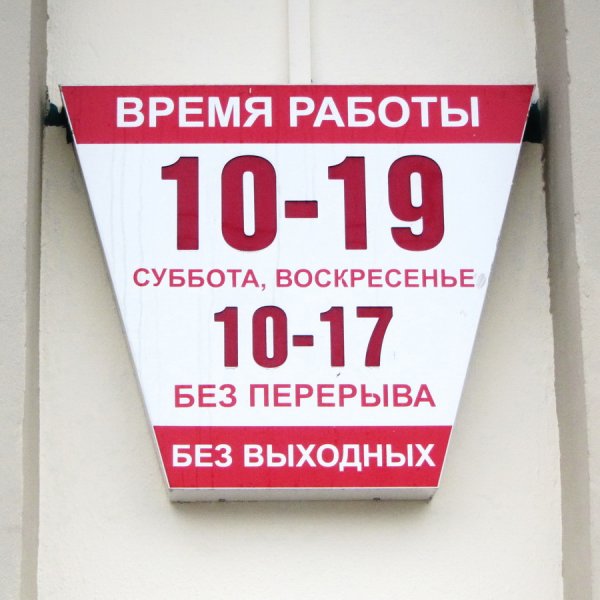 ВРЕМЯ РАБОТЫ
10-19
СУББОТА, ВОСКРЕСЕНЬЕ
10-17
БЕЗ ПЕРЕРЫВА
БЕЗ ВЫХОДНЫХ